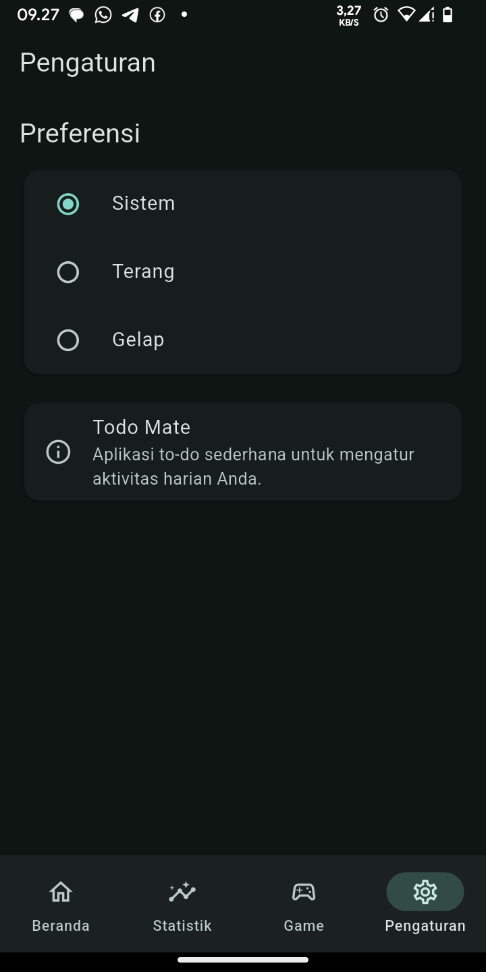 09.27
3,27
KB/S
Pengaturan
Preferensi
Sistem
Terang
Gelap
Todo Mate
Aplikasi to-do sederhana untuk mengatur
aktivitas harian Anda.
Beranda
Statistik
Game
Pengaturan